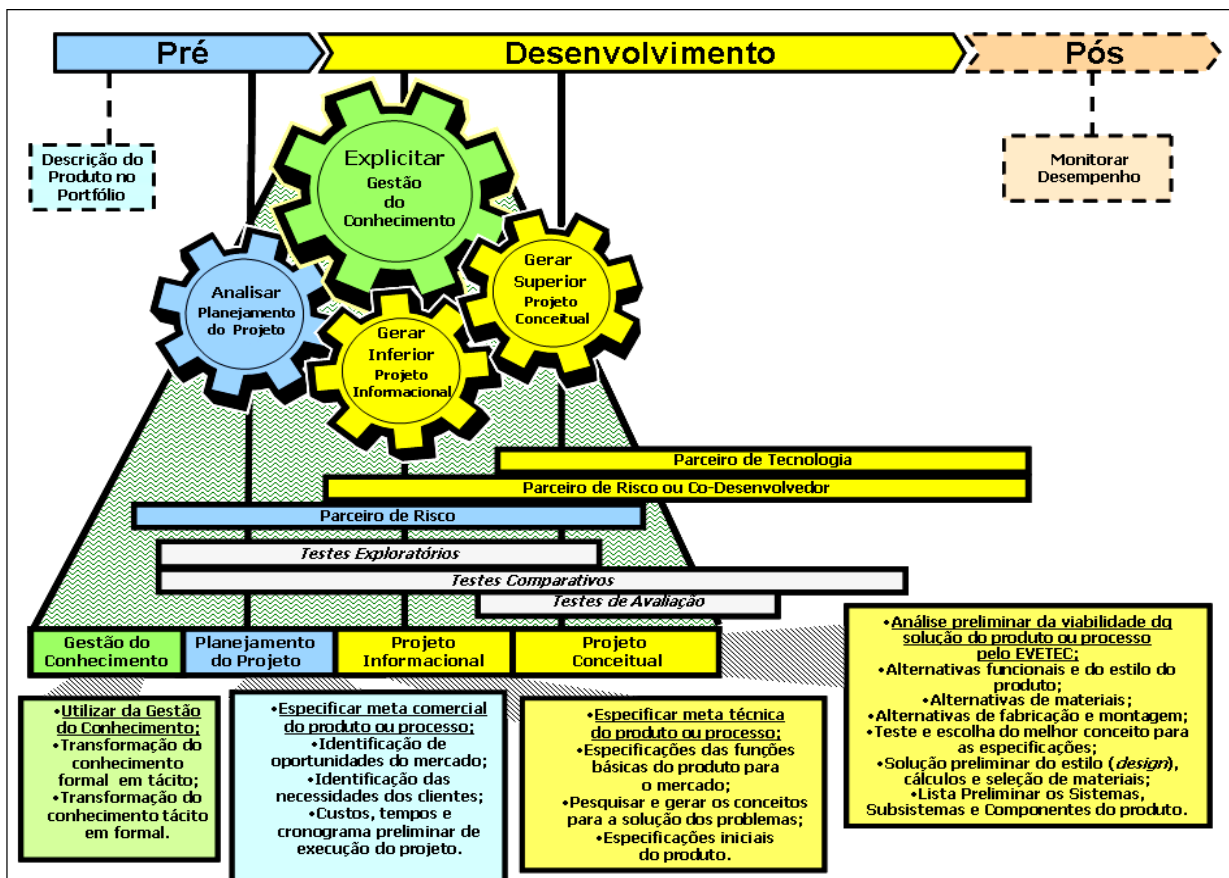 Pré
Desenvolvimento
Pós
Descrição do
Produto no
Portfólio
Monitorar
Desempenho
Explicitar
Gestão
do
Conhecimento
Analisar
Planejamento
do Projeto
Gerar
Inferior
Projeto
Informacional
Gerar
Superior
Projeto
Conceitual
Parceiro de Tecnologia
Parceiro de Risco ou Co-Desenvolvedor
Parceiro de Risco
Testes Exploratórios
Testes Comparativos
Testes de Avaliação
Gestão do
Conhecimento
Planejamento
do Projeto
Projeto
Informacional
Projeto
Conceitual
•Utilizar da Gestão
do Conhecimento;
•Transformação do
conhecimento
formal em tácito;
•Transformação do
conhecimento tácito
em formal.
•Especificar meta comercial
do produto ou processo;
•Identificação de
oportunidades do mercado;
•Identificação das
necessidades dos clientes;
•Custos, tempos e
cronograma preliminar de
execução do projeto.
•Especificar meta técnica
do produto ou processo;
•Especificações das funções
básicas do produto para
o mercado;
•Pesquisar e gerar os conceitos
para a solução dos problemas;
•Especificações iniciais
do produto.
•Análise preliminar da viabilidade dq
solução do produto ou processo
pelo EVETEC;
•Alternativas funcionais e do estilo do
produto;
•Alternativas de materiais;
•Alternativas de fabricação e montagem;
•Teste e escolha do melhor conceito para
as especificações;
•Solução preliminar do estilo (design),
cálculos e seleção de materiais;
•Lista Preliminar os Sistemas,
Subsistemas e Componentes do produto.